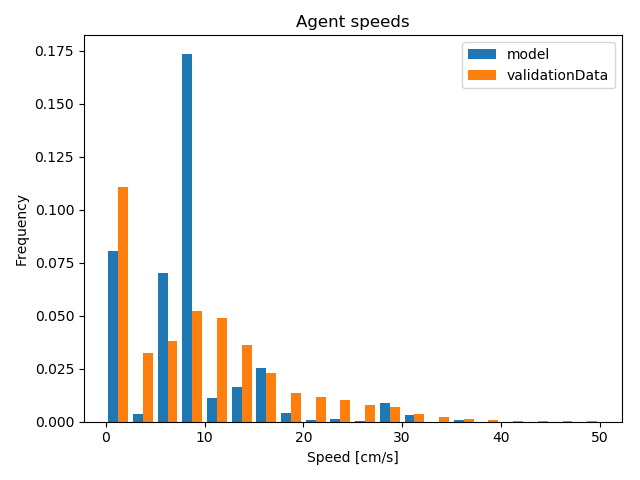 Agent speeds
model
validationData
Frequency
0.175
0.150
0.125
0.100
0.075
0.050
0.025
0.000
0 10 20 30 40 50
Speed [cm/s]